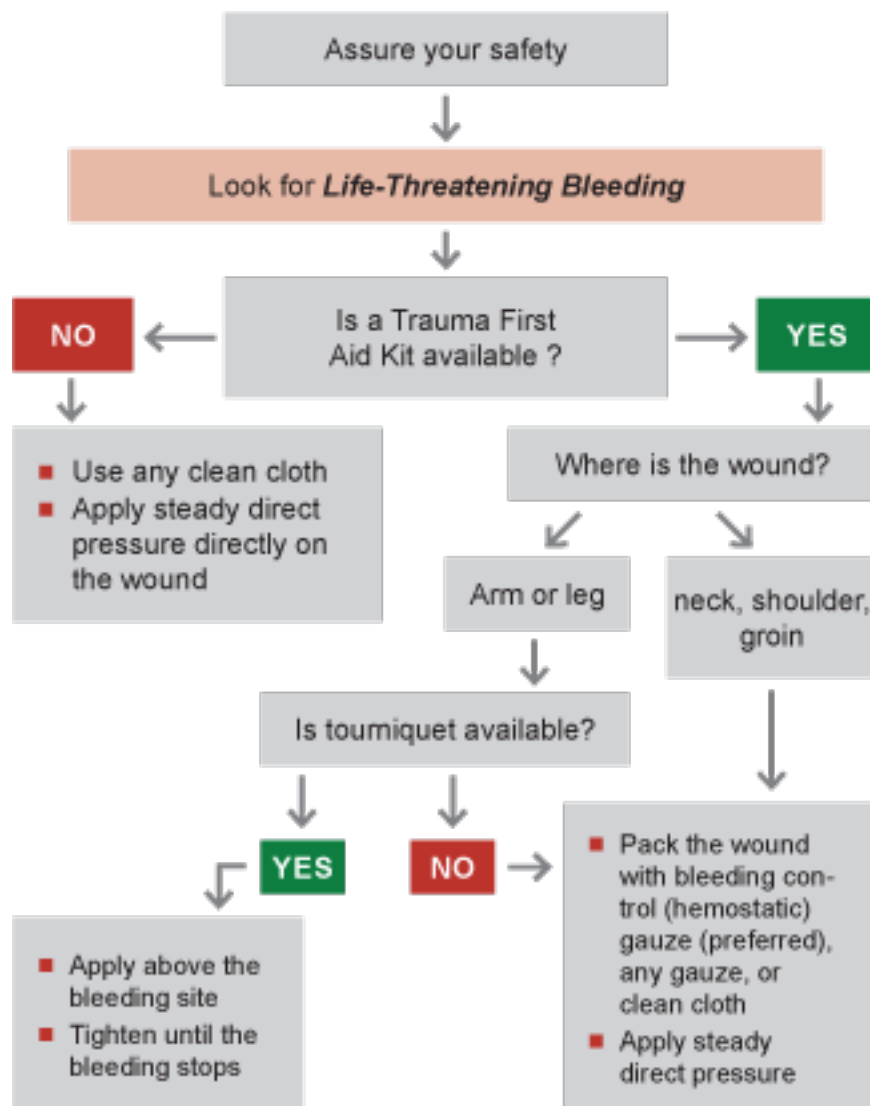 Assure your safety
Look for Life-Threatening Bleeding
NO
Is a Trauma First
Aid Kit available ?
YES
Use any clean cloth
Apply steady direct
pressure directly on
the wound
Where is the wound?
Arm or leg
neck, shoulder,
groin
Is tourniquet available?
YES
NO
Pack the wound
with bleeding con-
trol (hemostatic)
gauze (preferred),
any gauze, or
clean cloth
Apply steady
direct pressure
Apply above the
bleeding site
Tighten until the
bleeding stops